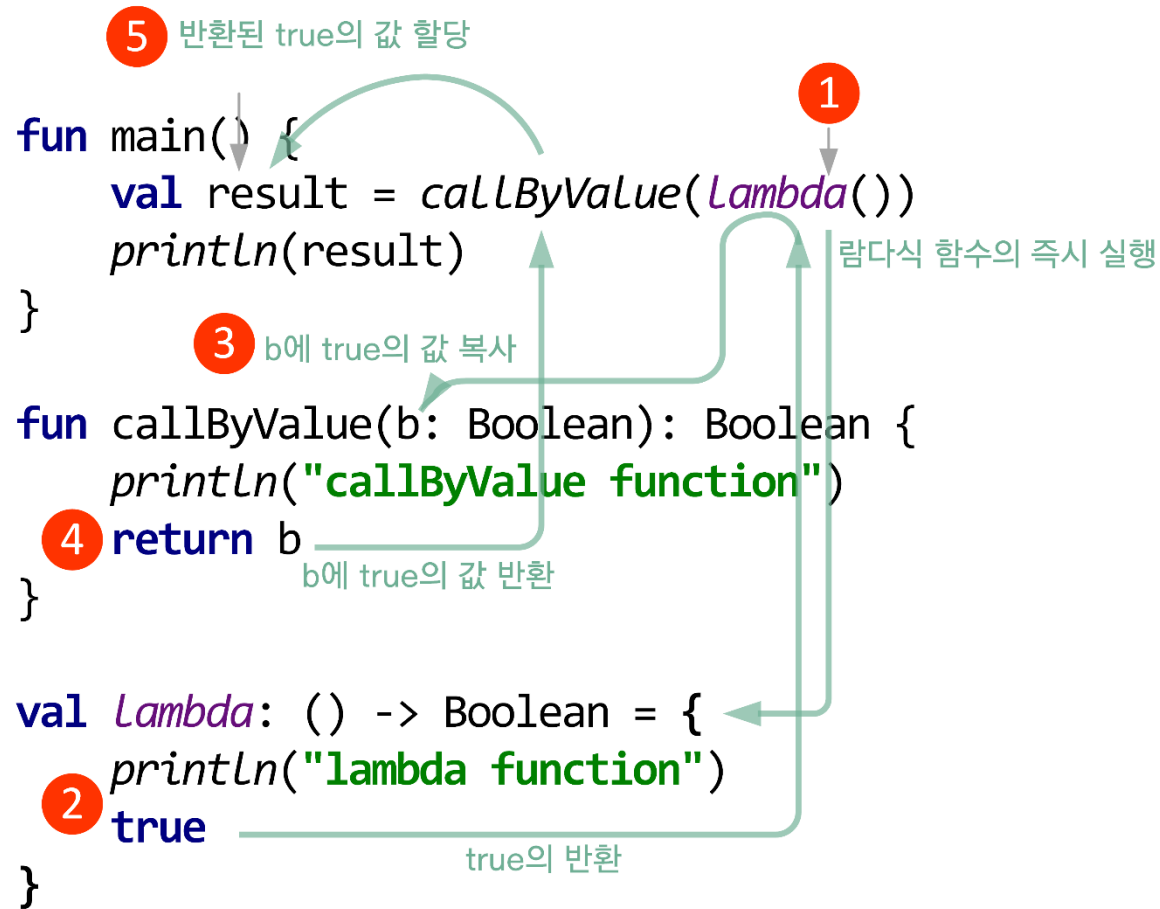 5 반환된 true의 값 할당
1
fun main() {
    val result = callByValue(lambda())
    println(result)
람다식 함수의 즉시 실행
}
3 b에 true의 값 복사
fun callByValue(b: Boolean): Boolean {
    println("callByValue function")
4 return b
b에 true의 값 반환
}
val lambda: () -> Boolean = {
    println("lambda function")
2 true
true의 반환
}